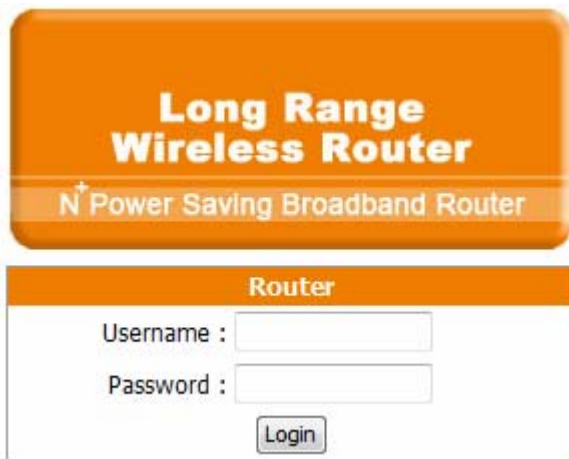 Long Range
Wireless Router
N+ Power Saving Broadband Router
Router
Username :
Password :
Login